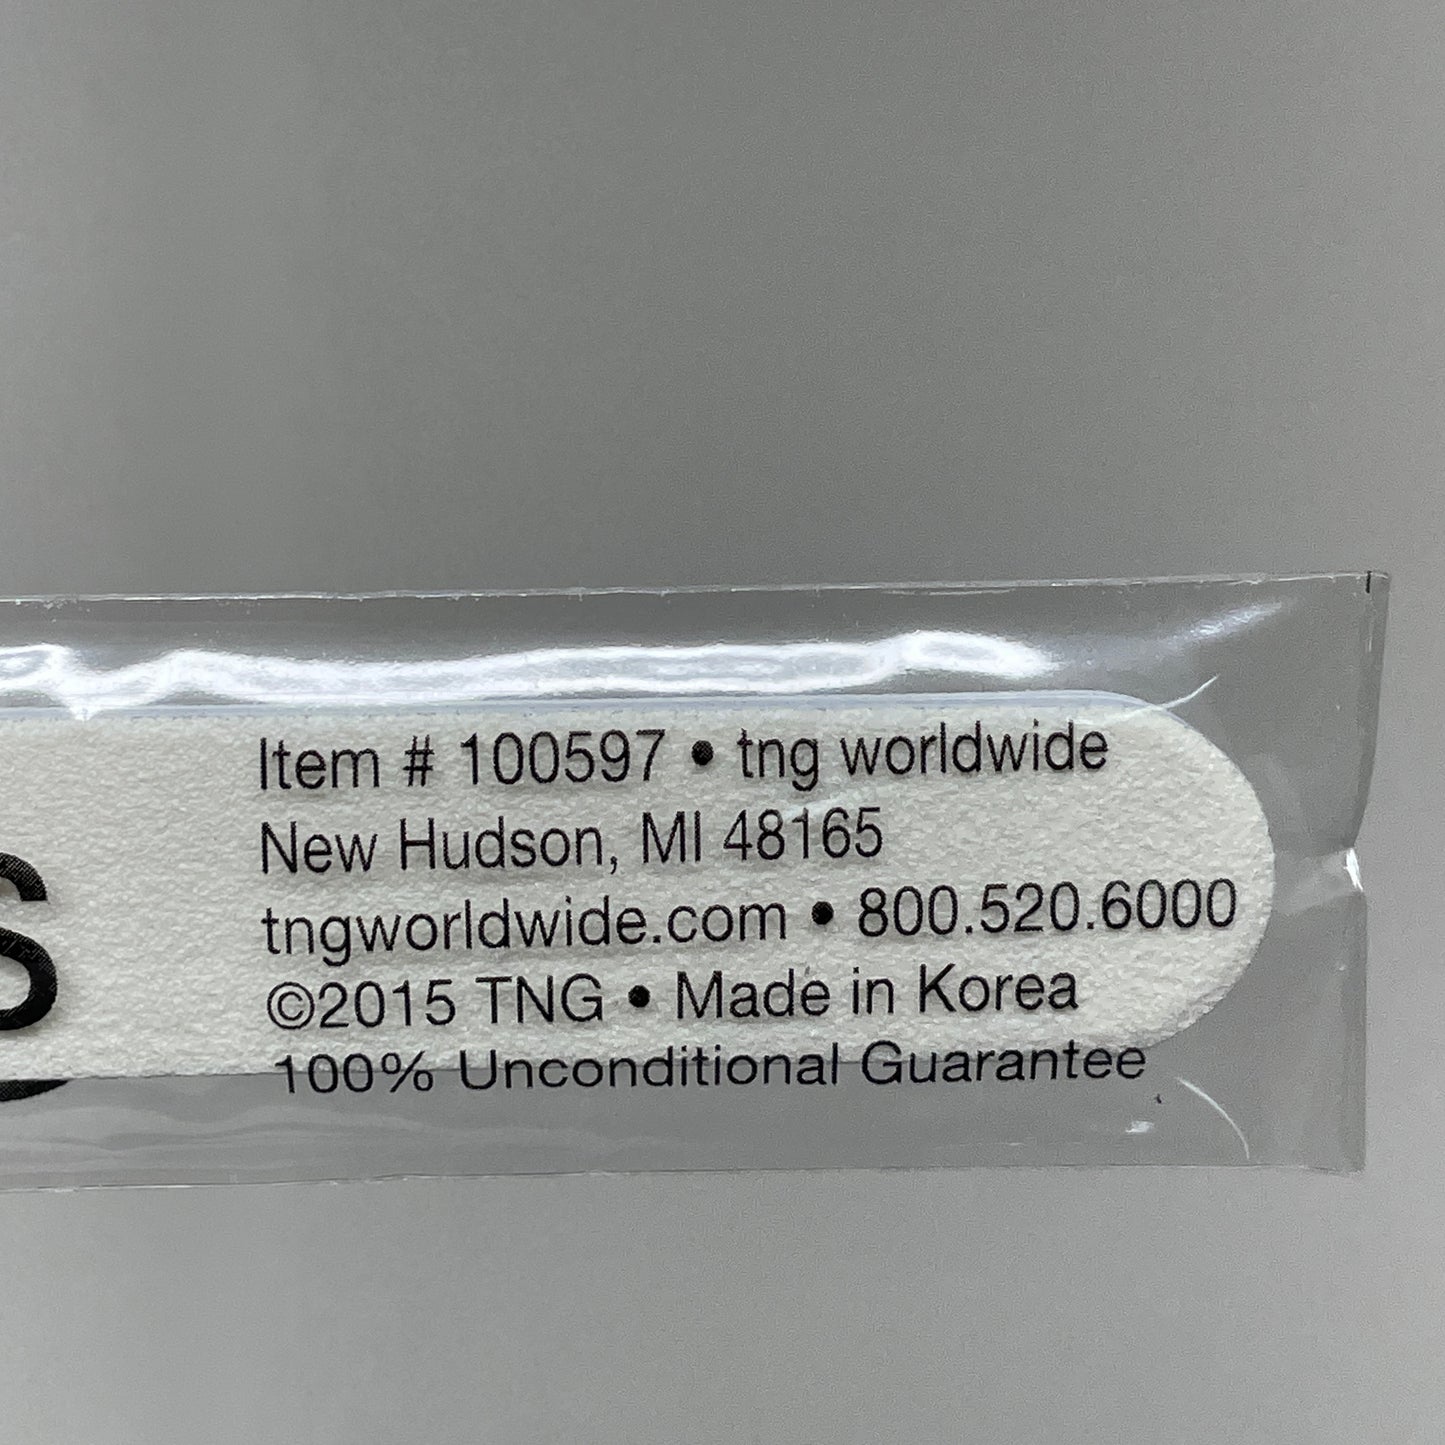 Item # 100597 • tng worldwide
New Hudson, MI 48165
tngworldwide.com • 800.520.6000
©2015 TNG • Made in Korea
100% Unconditional Guarantee